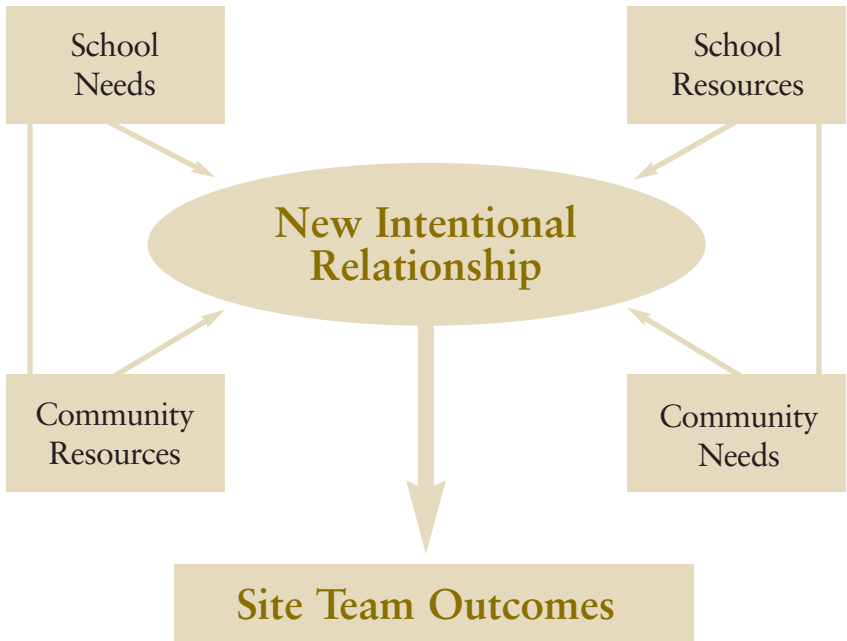 School
Needs
School
Resources
New Intentional
Relationship
Community
Resources
Community
Needs
Site Team Outcomes